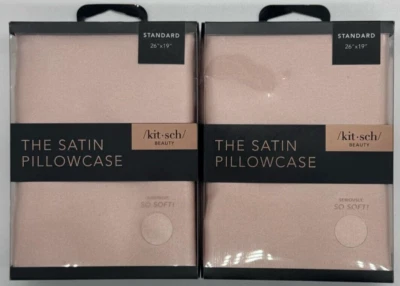 STANDARD
26"x19"
/kit•sch/
BEAUTY
THE SATIN
PILLOWCASE
SO SOFT!
STANDARD
26"x19"
/kit•sch/
BEAUTY
THE SATIN
PILLOWCASE
SO SOFT!